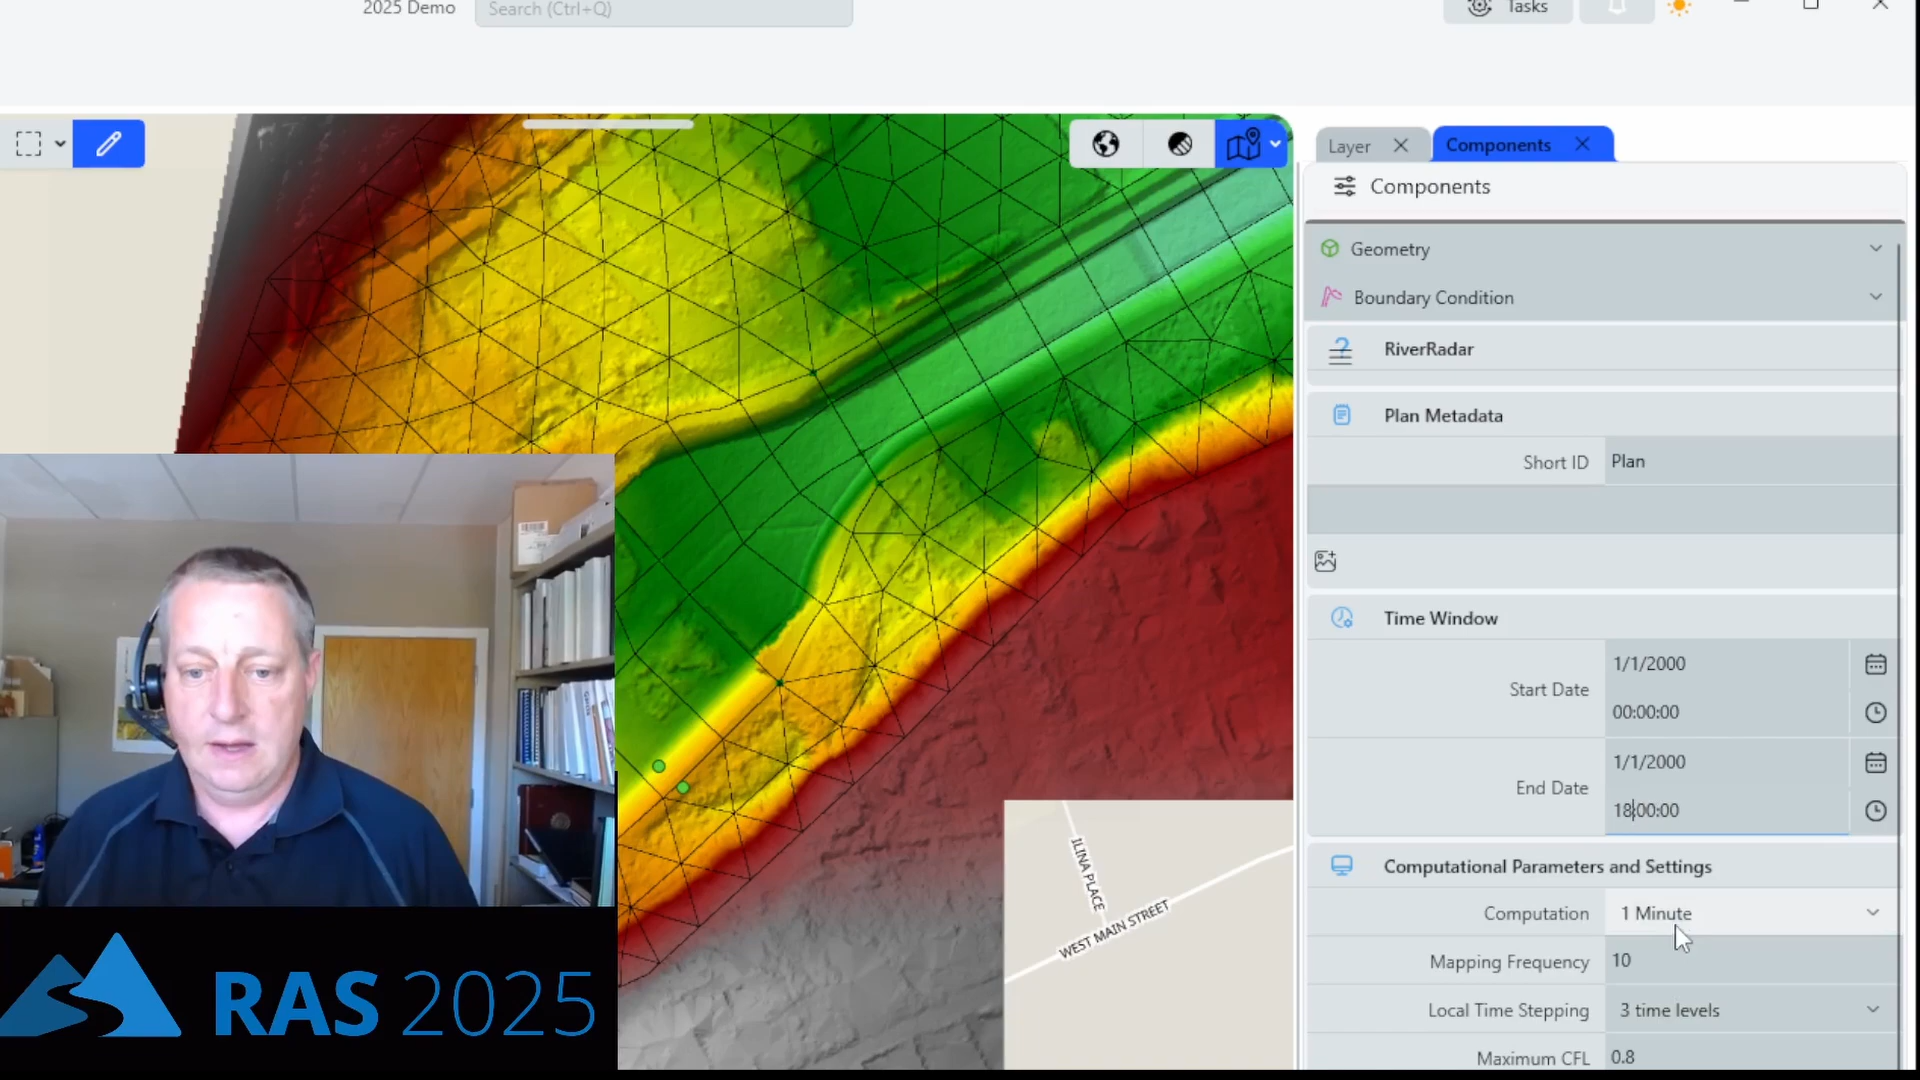 2025 Demo
Search (Ctrl+Q)
Tasks
Layer
Components
Components
Geometry
Boundary Condition
RiverRadar
Plan Metadata
Short ID
Plan
Time Window
Start Date
1/1/2000
00:00:00
End Date
1/1/2000
18:00:00
Computational Parameters and Settings
Computation
1 Minute
Mapping Frequency
10
Local Time Stepping
3 time levels
Maximum CFL
0.8
ILINA PLACE
WEST MAIN STREET
RAS 2025